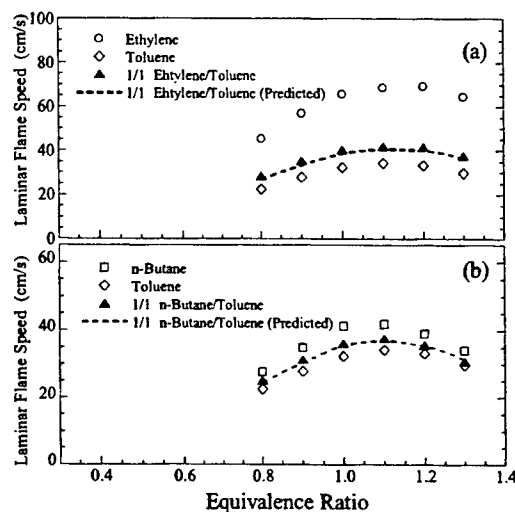 100
80
60
40
20
0
Laminar Flame Speed (cm/s)
Ethylene
Toluene
1/1 Ehtylene/Toluene
1/1 Ehtylene/Toluene (Predicted)
(a)
60
40
20
0
Laminar Flame Speed (cm/s)
n-Butane
Toluene
1/1 n-Butane/Toluene
1/1 n-Butane/Toluene (Predicted)
(b)
0.4 0.6 0.8 1.0 1.2 1.4
Equivalence Ratio